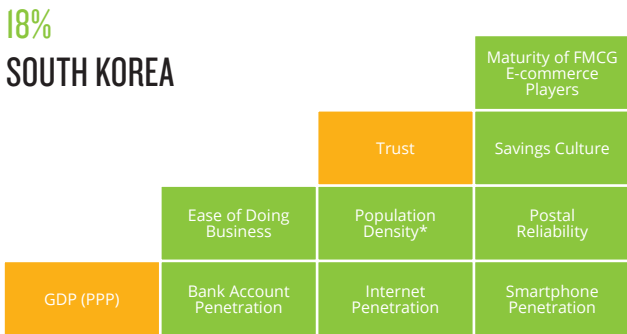 18%
SOUTH KOREA
Maturity of FMCG
E-commerce
Players
Trust
Savings Culture
Ease of Doing
Business
Population
Density*
Postal
Reliability
GDP (PPP)
Bank Account
Penetration
Internet
Penetration
Smartphone
Penetration